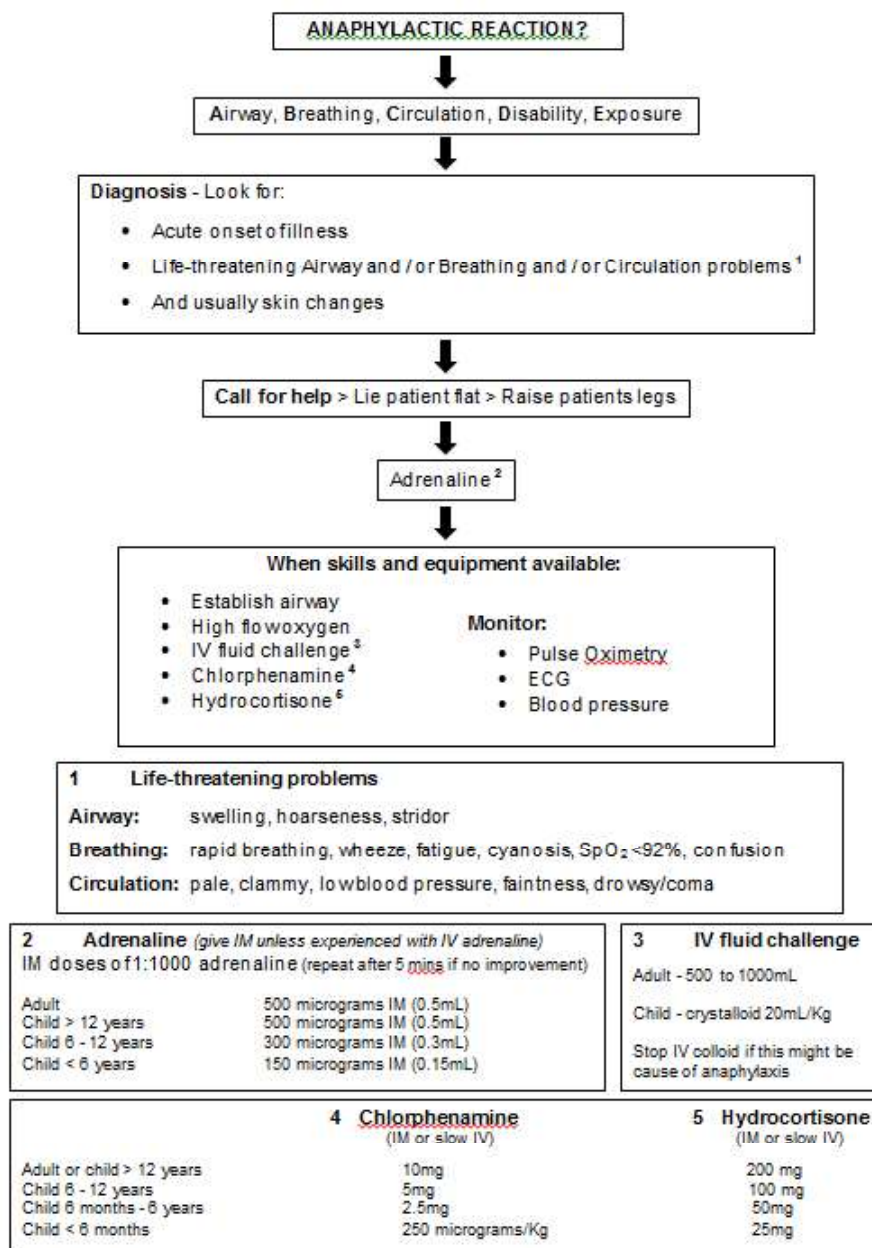 ANAPHYLACTIC REACTION?
Airway, Breathing, Circulation, Disability, Exposure
Diagnosis - Look for:
• Acute onset of illness
• Life-threatening Airway and / or Breathing and / or Circulation problems ¹
• And usually skin changes
Call for help > Lie patient flat > Raise patients legs
Adrenaline ²
When skills and equipment available:
• Establish airway
• High flow oxygen
• IV fluid challenge ³
• Chlorphenamine ⁴
• Hydrocortisone ⁵
Monitor:
• Pulse Oximetry
• ECG
• Blood pressure
1 Life-threatening problems
Airway: swelling, hoarseness, stridor
Breathing: rapid breathing, wheeze, fatigue, cyanosis, SpO₂ <92%, confusion
Circulation: pale, clammy, low blood pressure, faintness, drowsy/coma
2 Adrenaline (give IM unless experienced with IV adrenaline)
IM doses of 1:1000 adrenaline (repeat after 5 mins if no improvement)
Adult 500 micrograms IM (0.5mL)
Child > 12 years 500 micrograms IM (0.5mL)
Child 6 - 12 years 300 micrograms IM (0.3mL)
Child < 6 years 150 micrograms IM (0.15mL)
3 IV fluid challenge
Adult - 500 to 1000mL
Child - crystalloid 20mL/Kg
Stop IV colloid if this might be
cause of anaphylaxis
4 Chlorphenamine 5 Hydrocortisone
(IM or slow IV) (IM or slow IV)
Adult or child > 12 years 10mg 200 mg
Child 6 - 12 years 5mg 100 mg
Child 6 months - 6 years 2.5mg 50mg
Child < 6 months 250 micrograms/Kg 25mg